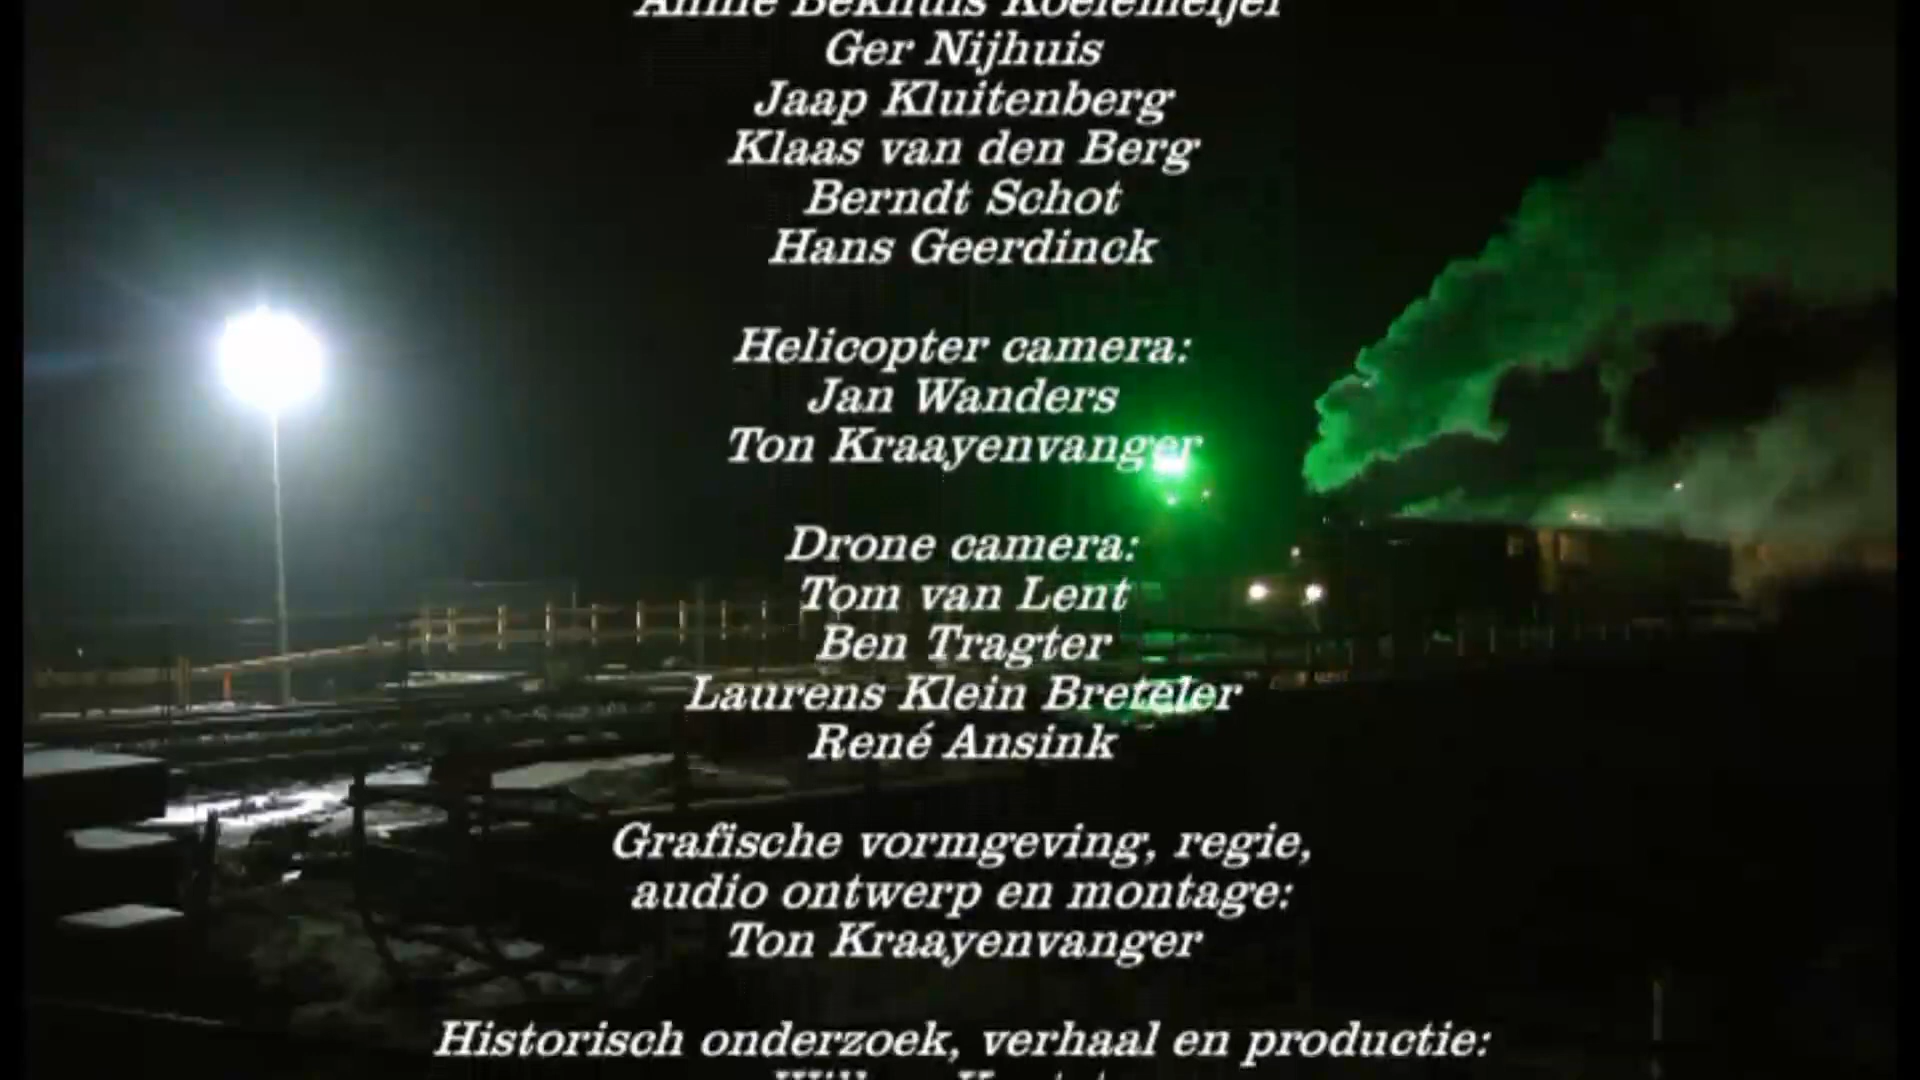 Ger Nijhuis
Jaap Kluitenberg
Klaas van den Berg
Berndt Schot
Hans Geerdinck
Helicopter camera:
Jan Wanders
Ton Kraayenvanger
Drone camera:
Tom van Lent
Ben Tragter
Laurens Klein Breteler
René Ansink
Grafische vormgeving, regie,
audio ontwerp en montage:
Ton Kraayenvanger
Historisch onderzoek, verhaal en productie: